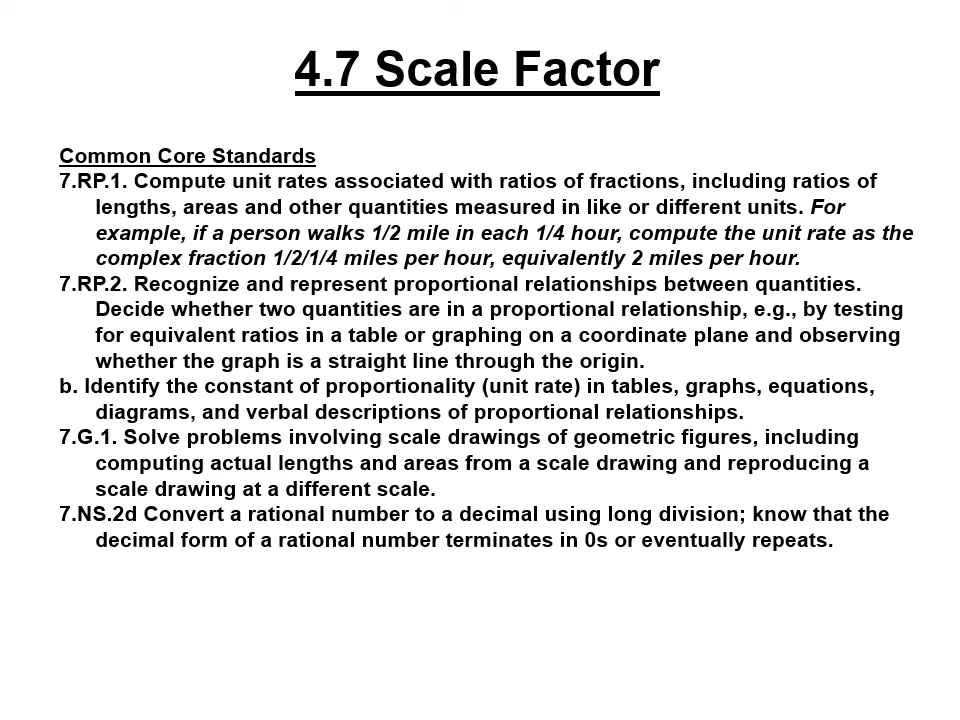 4.7 Scale Factor
Common Core Standards
7.RP.1. Compute unit rates associated with ratios of fractions, including ratios of
lengths, areas and other quantities measured in like or different units. For
example, if a person walks 1/2 mile in each 1/4 hour, compute the unit rate as the
complex fraction 1/2/1/4 miles per hour, equivalently 2 miles per hour.
7.RP.2. Recognize and represent proportional relationships between quantities.
Decide whether two quantities are in a proportional relationship, e.g., by testing
for equivalent ratios in a table or graphing on a coordinate plane and observing
whether the graph is a straight line through the origin.
b. Identify the constant of proportionality (unit rate) in tables, graphs, equations,
diagrams, and verbal descriptions of proportional relationships.
7.G.1. Solve problems involving scale drawings of geometric figures, including
computing actual lengths and areas from a scale drawing and reproducing a
scale drawing at a different scale.
7.NS.2d Convert a rational number to a decimal using long division; know that the
decimal form of a rational number terminates in 0s or eventually repeats.